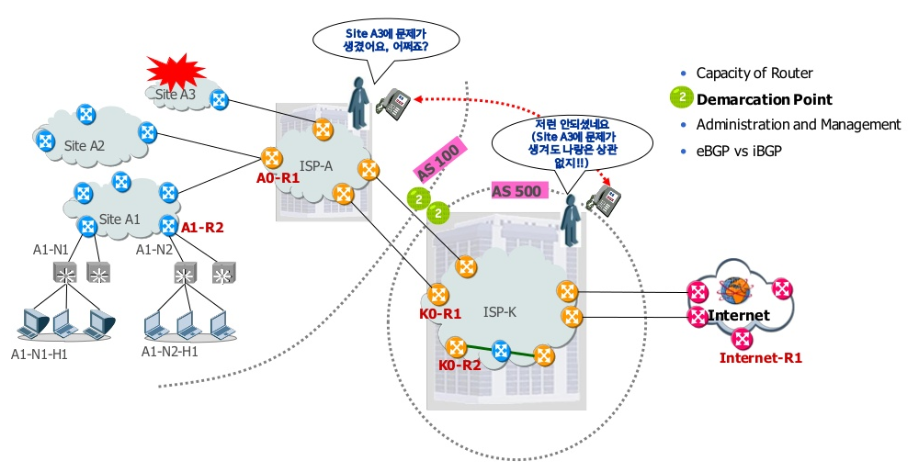 Site A3에 문제가
생겼어요, 어쩌죠?
Site A3
Site A2
ISP-A
A0-R1
Site A1
A1-R2
A1-N1
A1-N2
A1-N1-H1
A1-N2-H1
AS 100
2
2
AS 500
저런 안되셨네요
(Site A3에 문제가
생겨도 나랑은 상관
없지!!)
ISP-K
K0-R1
K0-R2
Internet
Internet-R1
• Capacity of Router
2 Demarcation Point
• Administration and Management
• eBGP vs iBGP